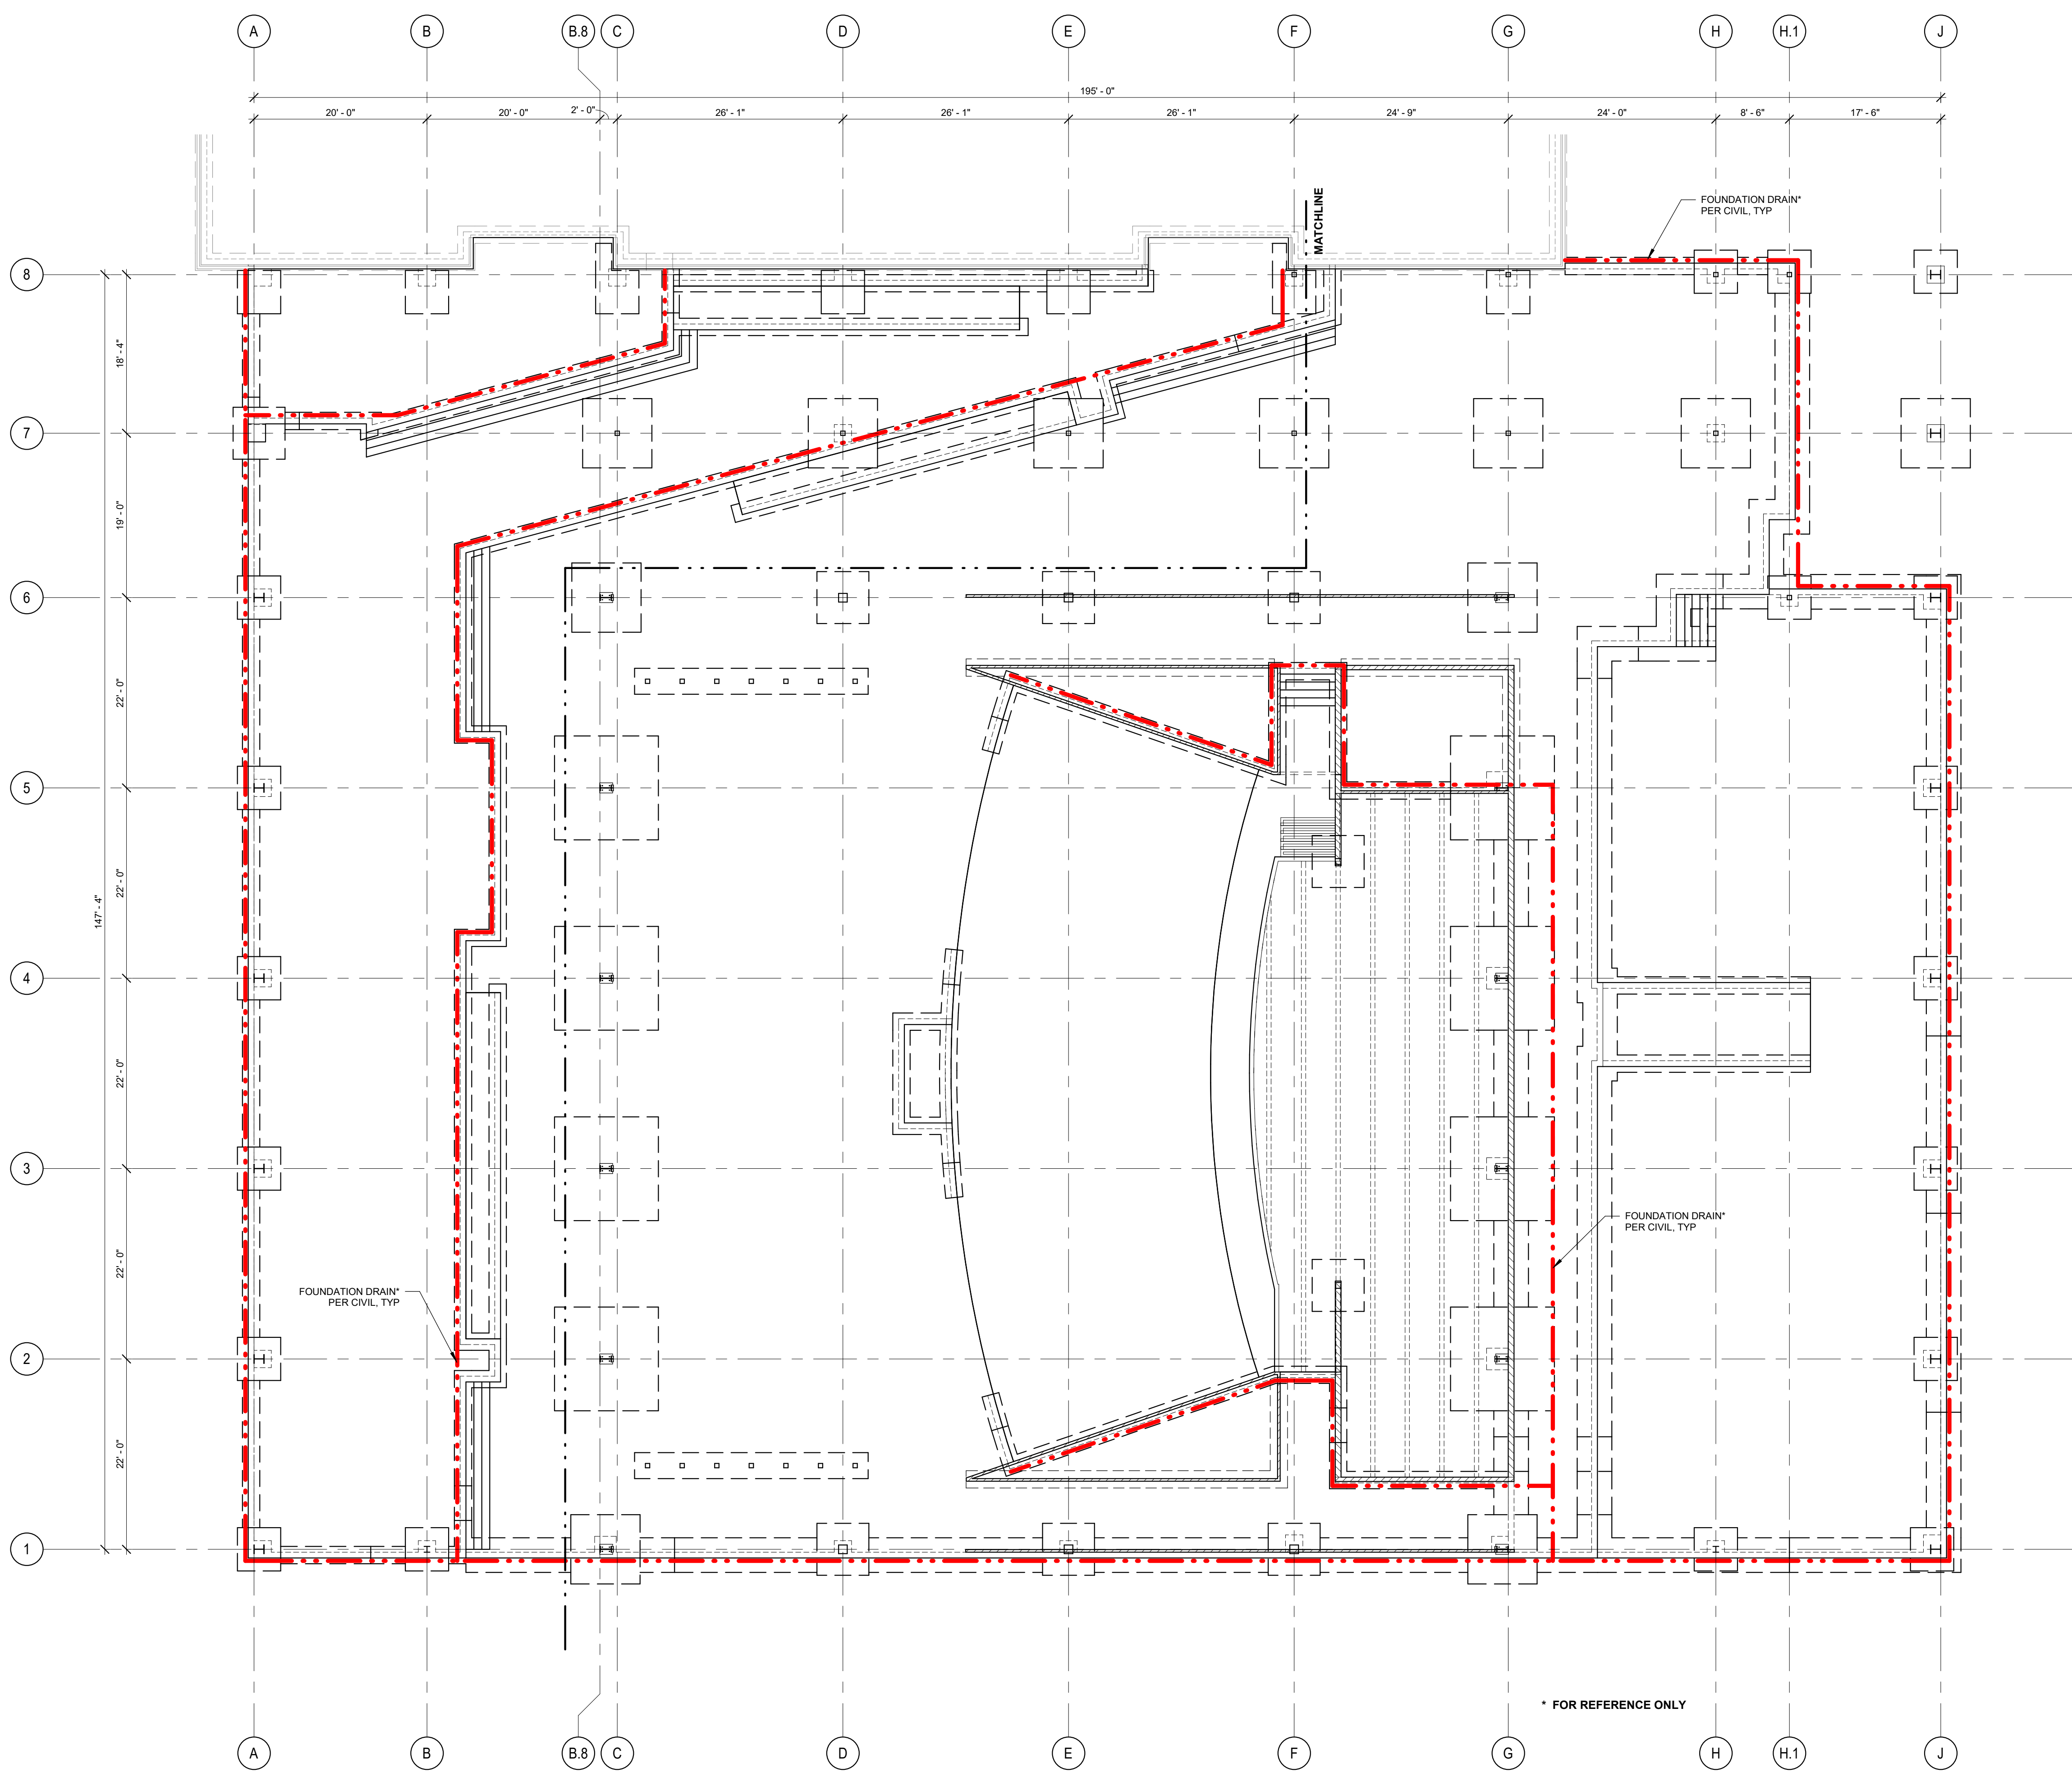 A B B.8 C D E F G H H.1 J
195' - 0"
20' - 0" 20' - 0" 2' - 0" 26' - 1" 26' - 1" 26' - 1" 24' - 9" 24' - 0" 8' - 6" 17' - 6"
MATCHLINE
FOUNDATION DRAIN*
PER CIVIL, TYP
8
18' - 4"
7
19' - 0"
6
22' - 0"
5
22' - 0"
147' - 4"
4
22' - 0"
3
FOUNDATION DRAIN*
PER CIVIL, TYP
22' - 0"
FOUNDATION DRAIN*
PER CIVIL, TYP
2
22' - 0"
1
* FOR REFERENCE ONLY
A B B.8 C D E F G H H.1 J